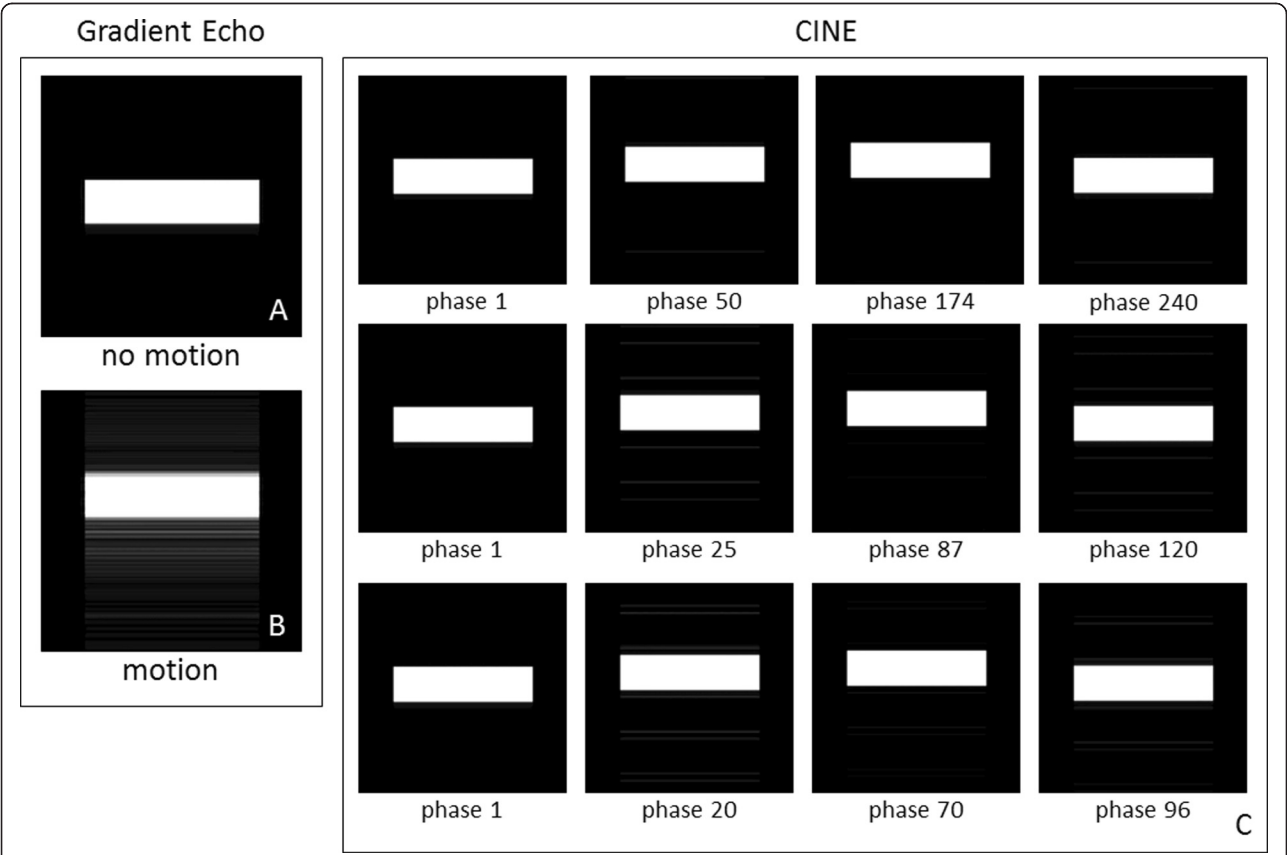 Gradient Echo
CINE
A
no motion
B
motion
phase 1
phase 50
phase 174
phase 240
phase 1
phase 25
phase 87
phase 120
phase 1
phase 20
phase 70
phase 96
C